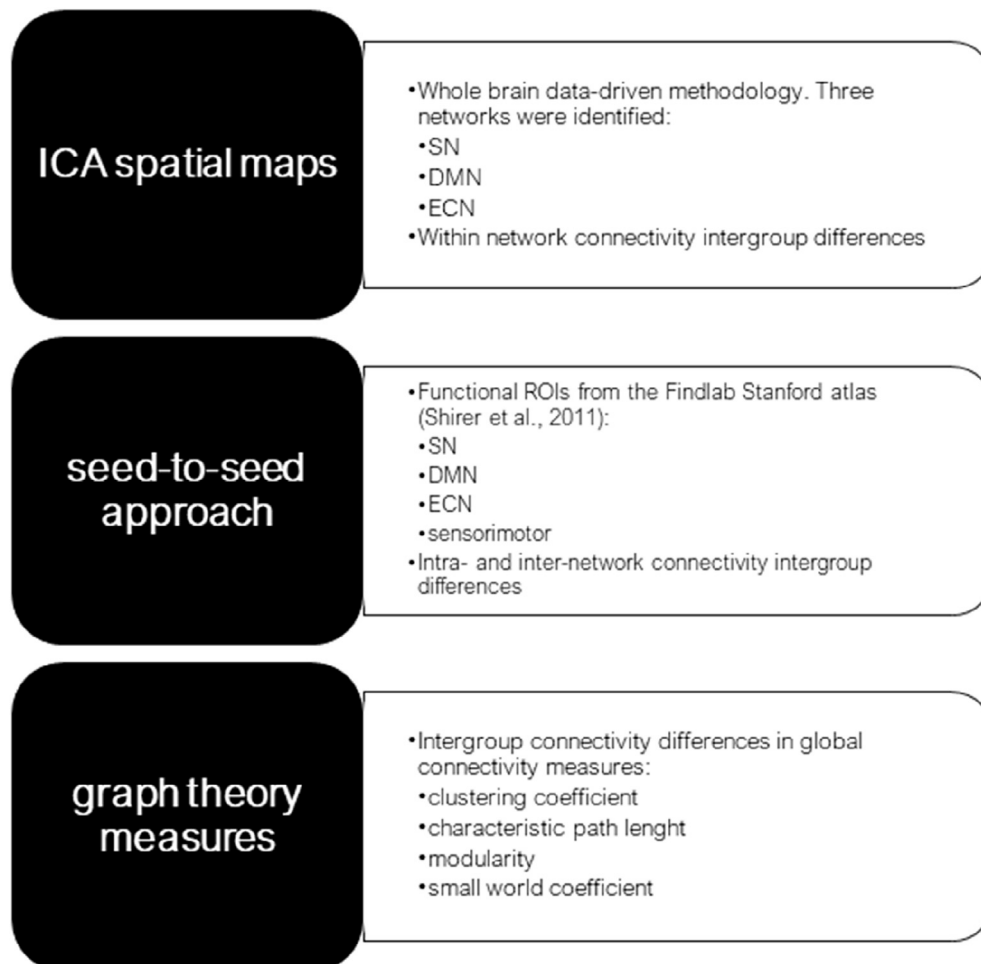 ICA spatial maps
•Whole brain data-driven methodology. Three
networks were identified:
•SN
•DMN
•ECN
•Within network connectivity intergroup differences
seed-to-seed
approach
•Functional ROIs from the Findlab Stanford atlas
(Shirer et al., 2011):
•SN
•DMN
•ECN
•sensorimotor
•Intra- and inter-network connectivity intergroup
differences
graph theory
measures
•Intergroup connectivity differences in global
connectivity measures:
•clustering coefficient
•characteristic path lenght
•modularity
•small world coefficient